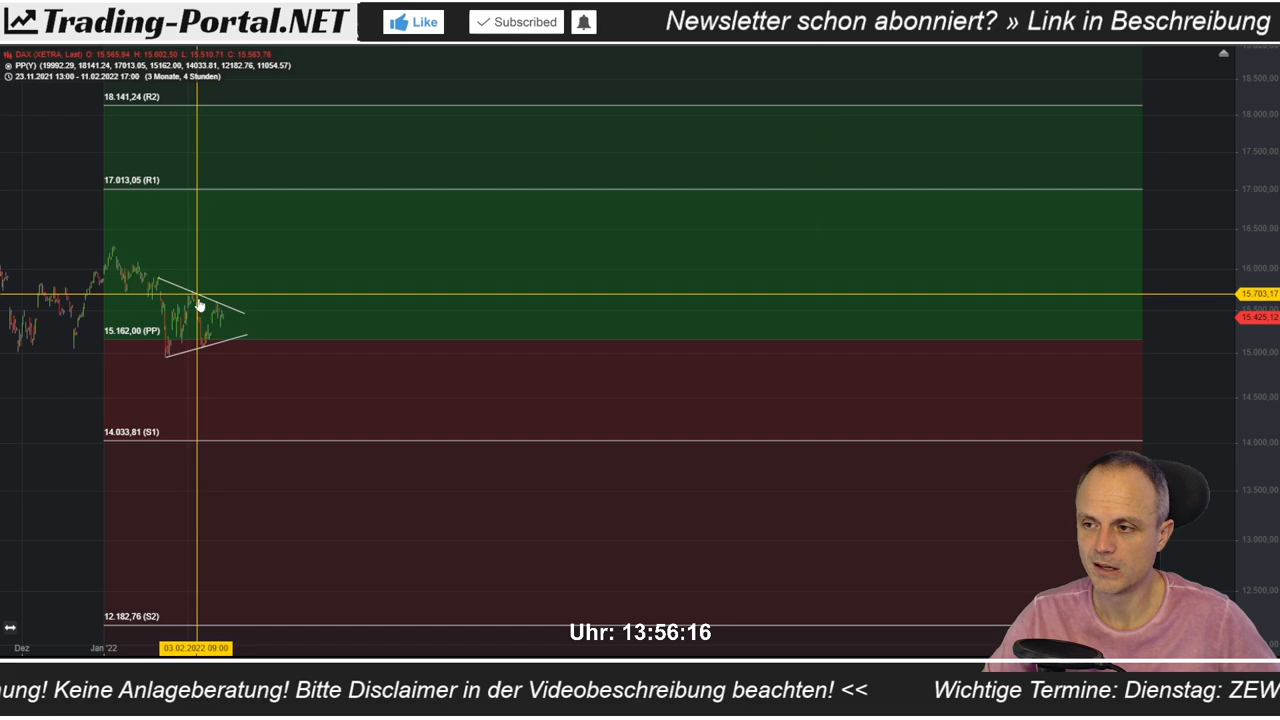 Trading-Portal.NET
Like
Subscribed
Newsletter schon abonniert? » Link in Beschreibung
DAX (XETRA, Last) O: 15.565.94 H: 15.602.50 L: 15.510.71 C: 15.563.76
PP(Y) (19992.29, 18141.24, 17013.05, 15162.00, 14033.81, 12182.76, 11054.57)
23.11.2021 13:00 - 11.02.2022 17:00 (3 Monate, 4 Stunden)
18.141,24 (R2)
17.013,05 (R1)
15.162,00 (PP)
14.033,81 (S1)
12.182,76 (S2)
18.500,00
18.000,00
17.500,00
17.000,00
16.500,00
16.000,00
15.703,17
15.425,12
15.000,00
14.500,00
14.000,00
13.500,00
13.000,00
12.500,00
Dez
Jan '22
03.02.2022 09:00
Uhr: 13:56:16
nung! Keine Anlageberatung! Bitte Disclaimer in der Videobeschreibung beachten! << Wichtige Termine: Dienstag: ZEW